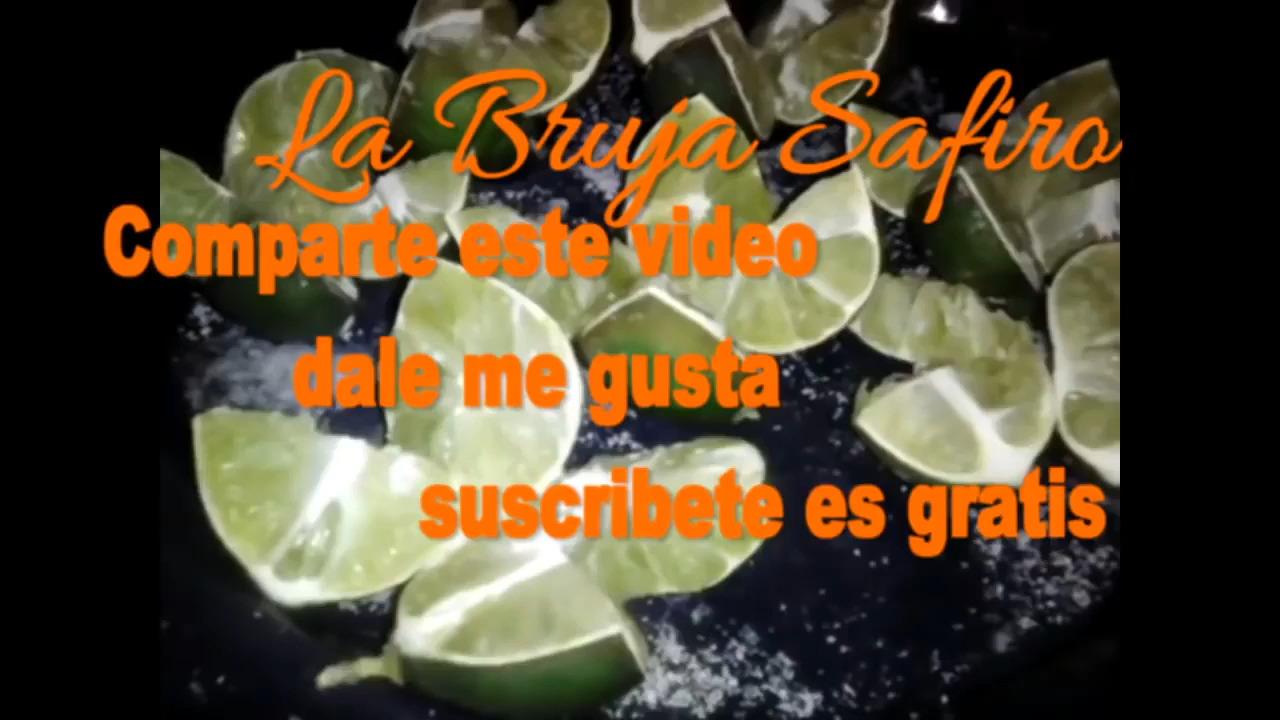 La Bruja Safiro
Comparte este video
dale me gusta
suscribete es gratis